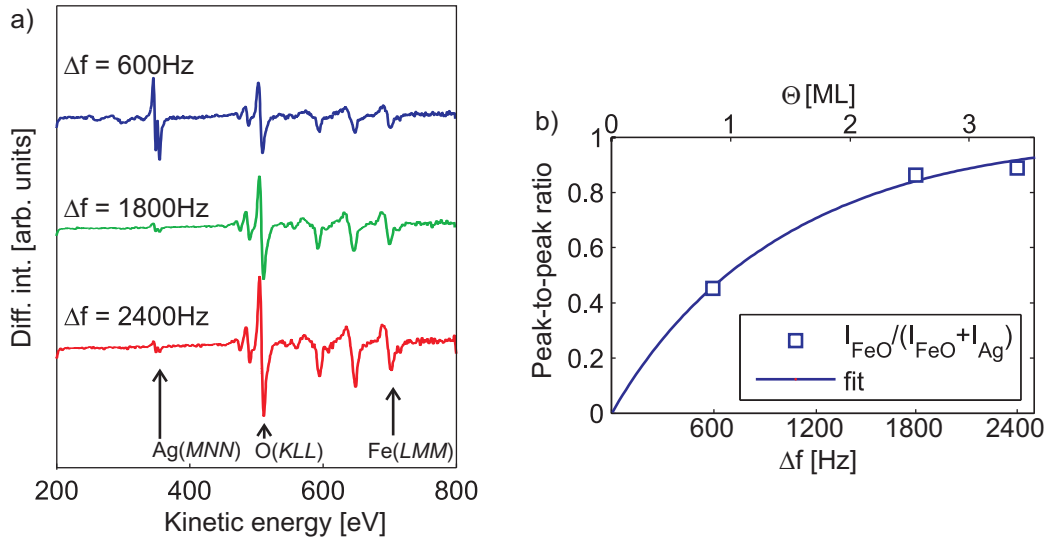 a)
Δf = 600Hz
Δf = 1800Hz
Δf = 2400Hz
Ag(MNN)
O(KLL)
Fe(LMM)
200 400 600 800
Kinetic energy [eV]
Diff. int. [arb. units]
b)
Θ [ML]
0 1 2 3
1
0.8
0.6
0.4
0.2
0
Peak-to-peak ratio
I_FeO/(I_FeO+I_Ag)
fit
600 1200 1800 2400
Δf [Hz]